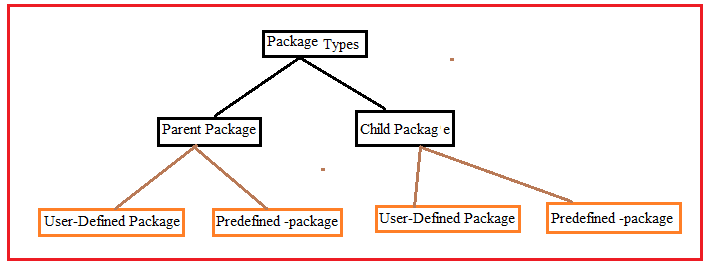 Package Types
Parent Package
Child Packag e
User-Defined Package
Predefined -package
User-Defined Package
Predefined -package